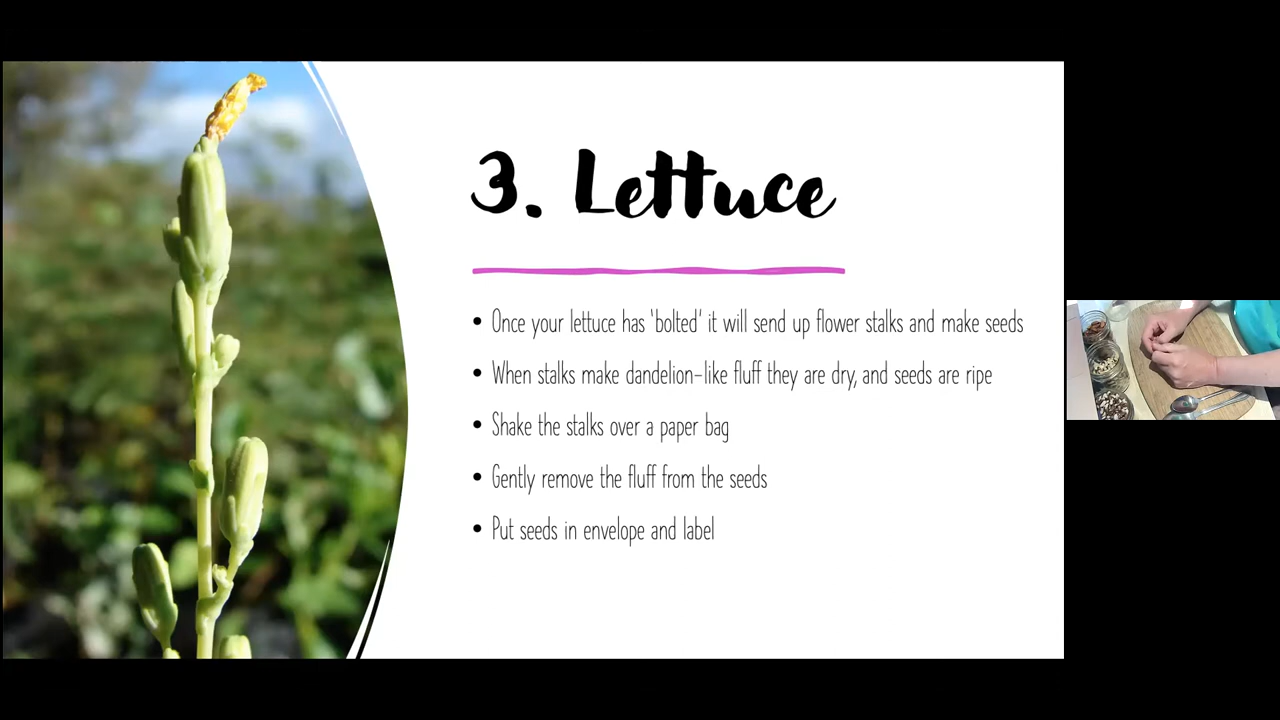 3. Lettuce
• Once your lettuce has 'bolted' it will send up flower stalks and make seeds
• When stalks make dandelion-like fluff they are dry, and seeds are ripe
• Shake the stalks over a paper bag
• Gently remove the fluff from the seeds
• Put seeds in envelope and label